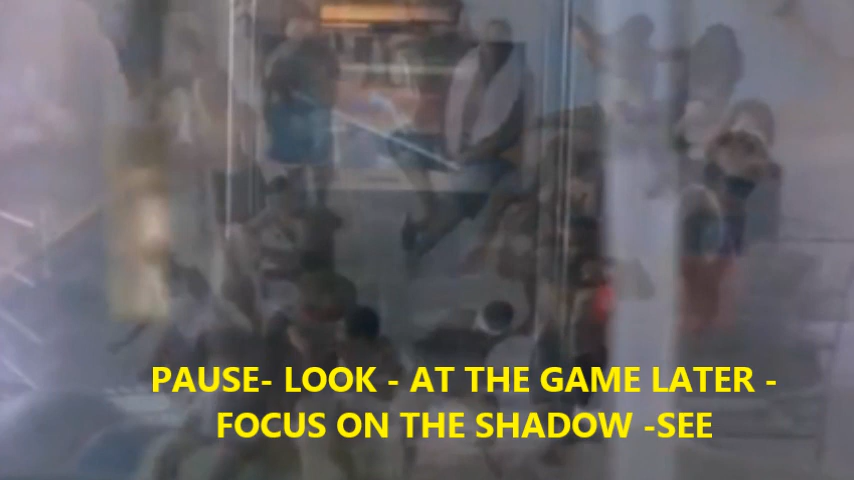 PAUSE- LOOK - AT THE GAME LATER -
FOCUS ON THE SHADOW -SEE